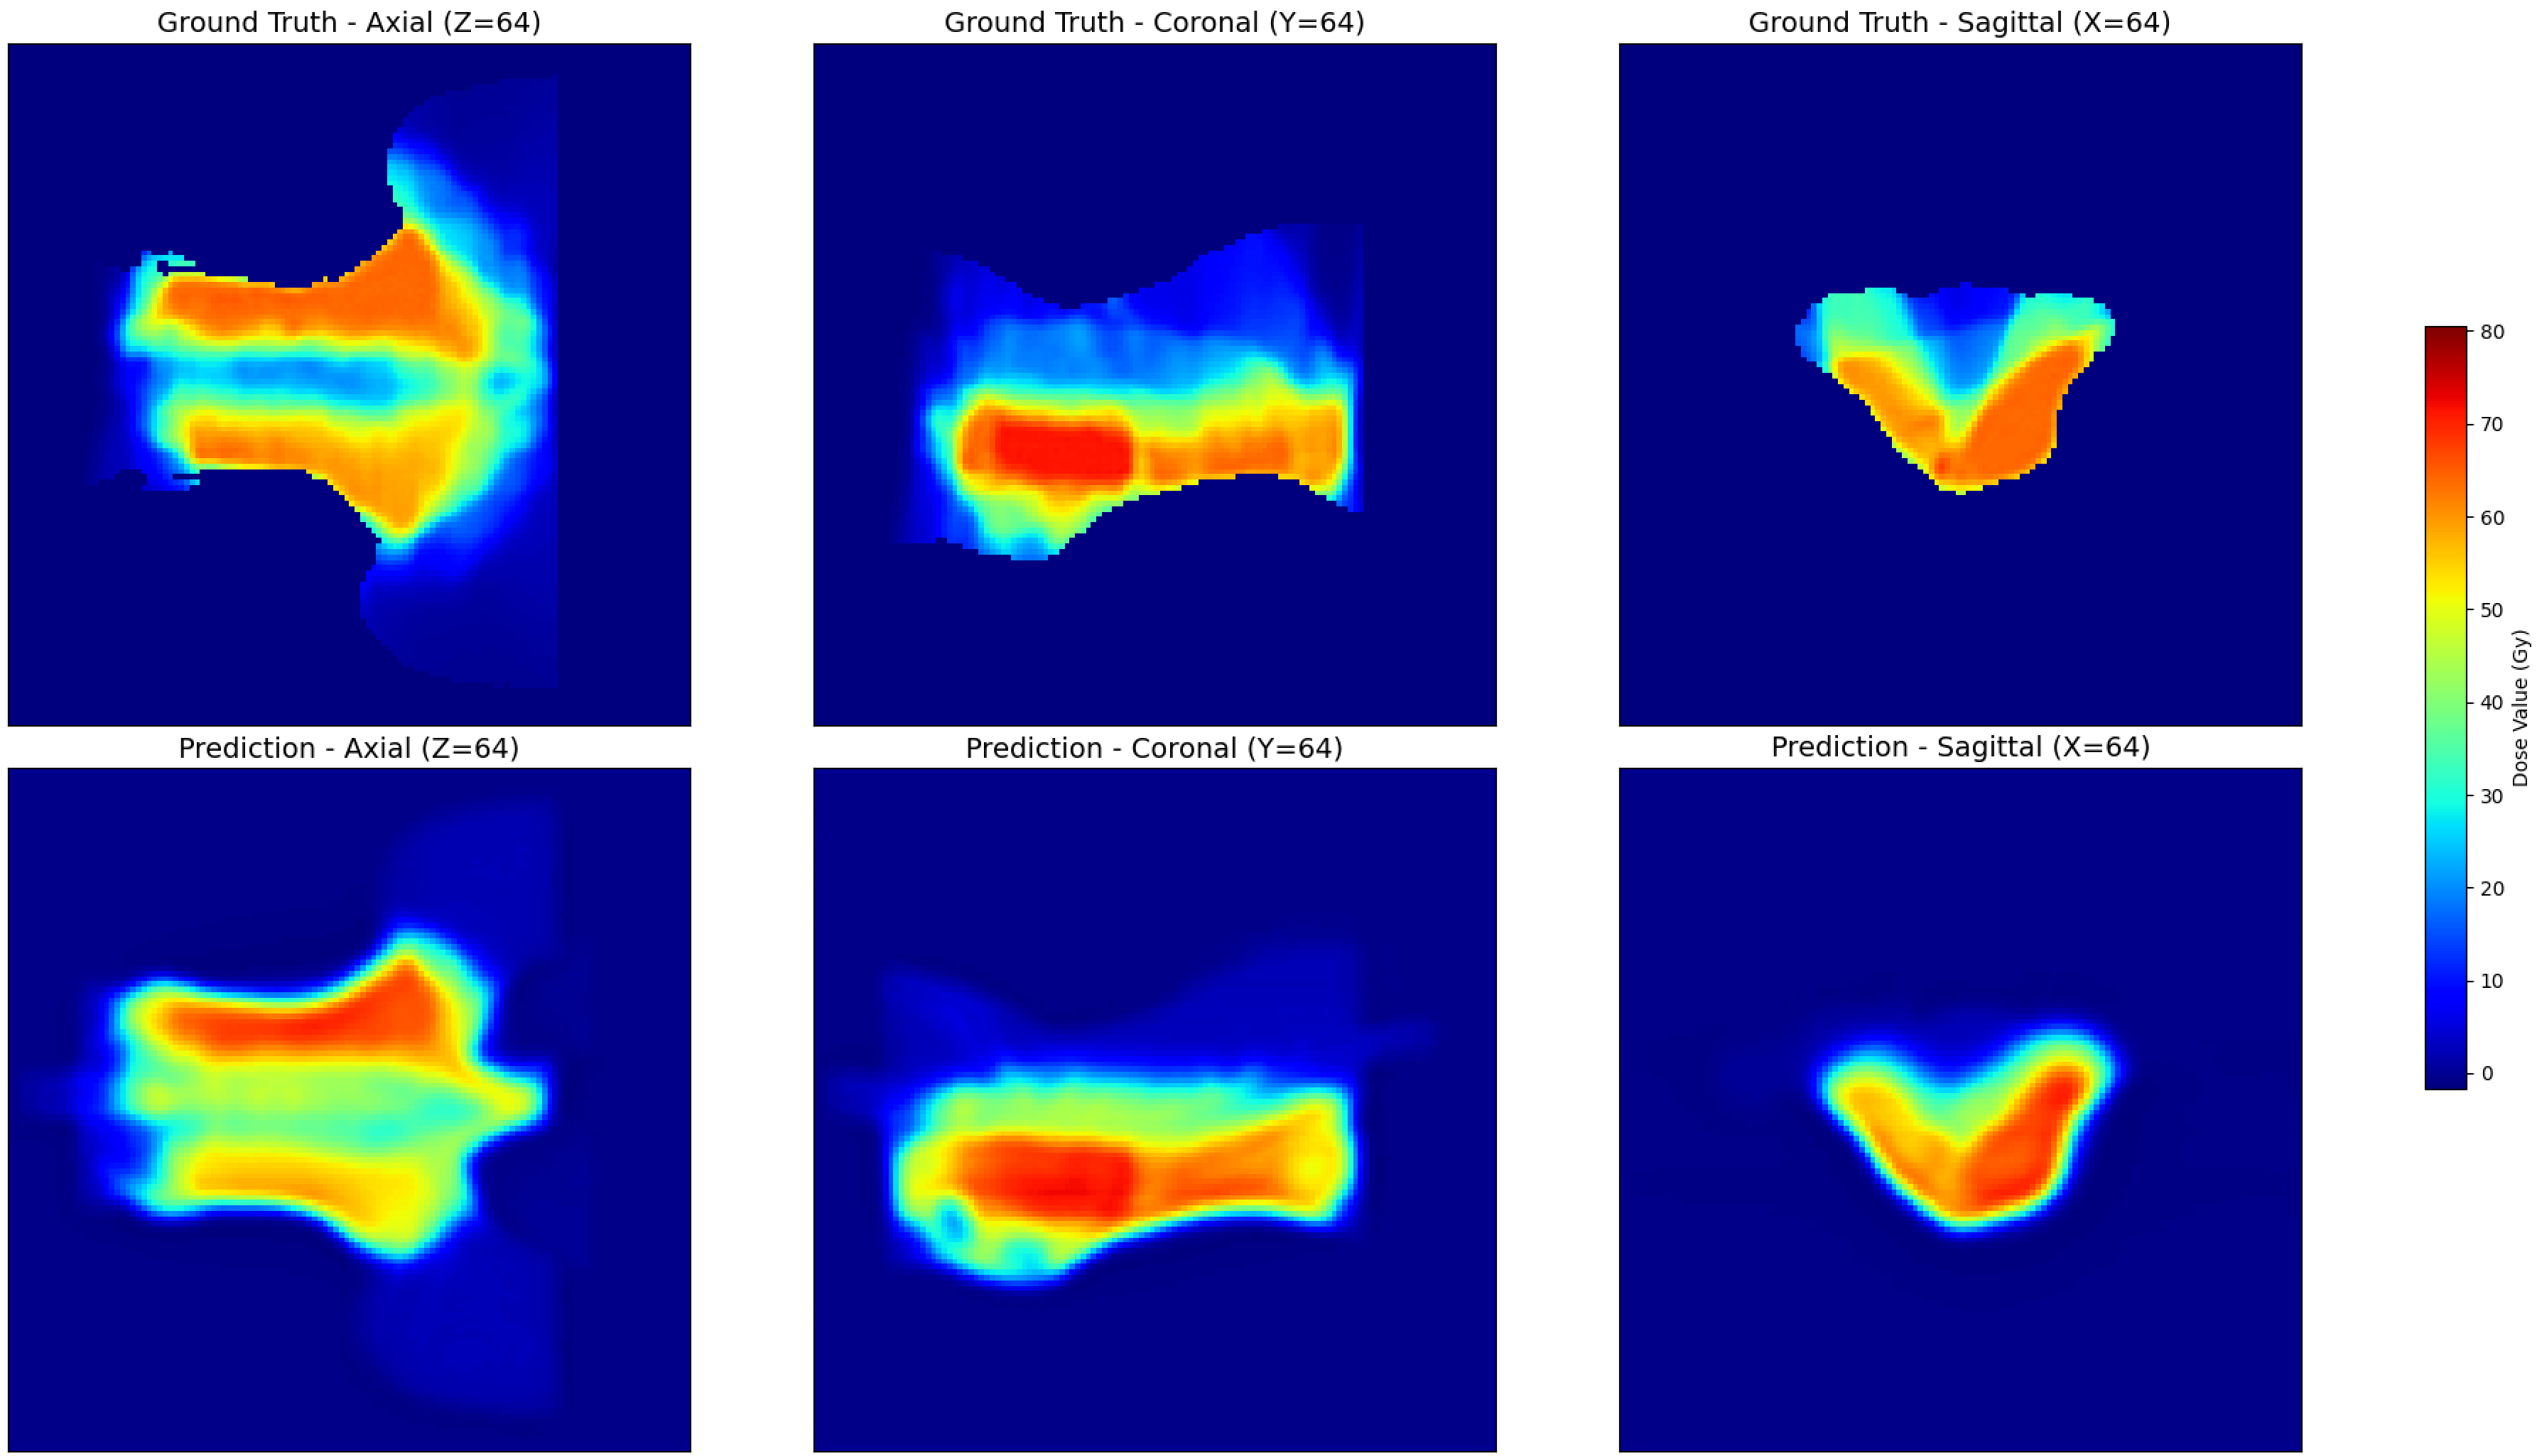 Ground Truth - Axial (Z=64)
Ground Truth - Coronal (Y=64)
Ground Truth - Sagittal (X=64)
Prediction - Axial (Z=64)
Prediction - Coronal (Y=64)
Prediction - Sagittal (X=64)
80
70
60
50
40
30
20
10
0
Dose Value (Gy)